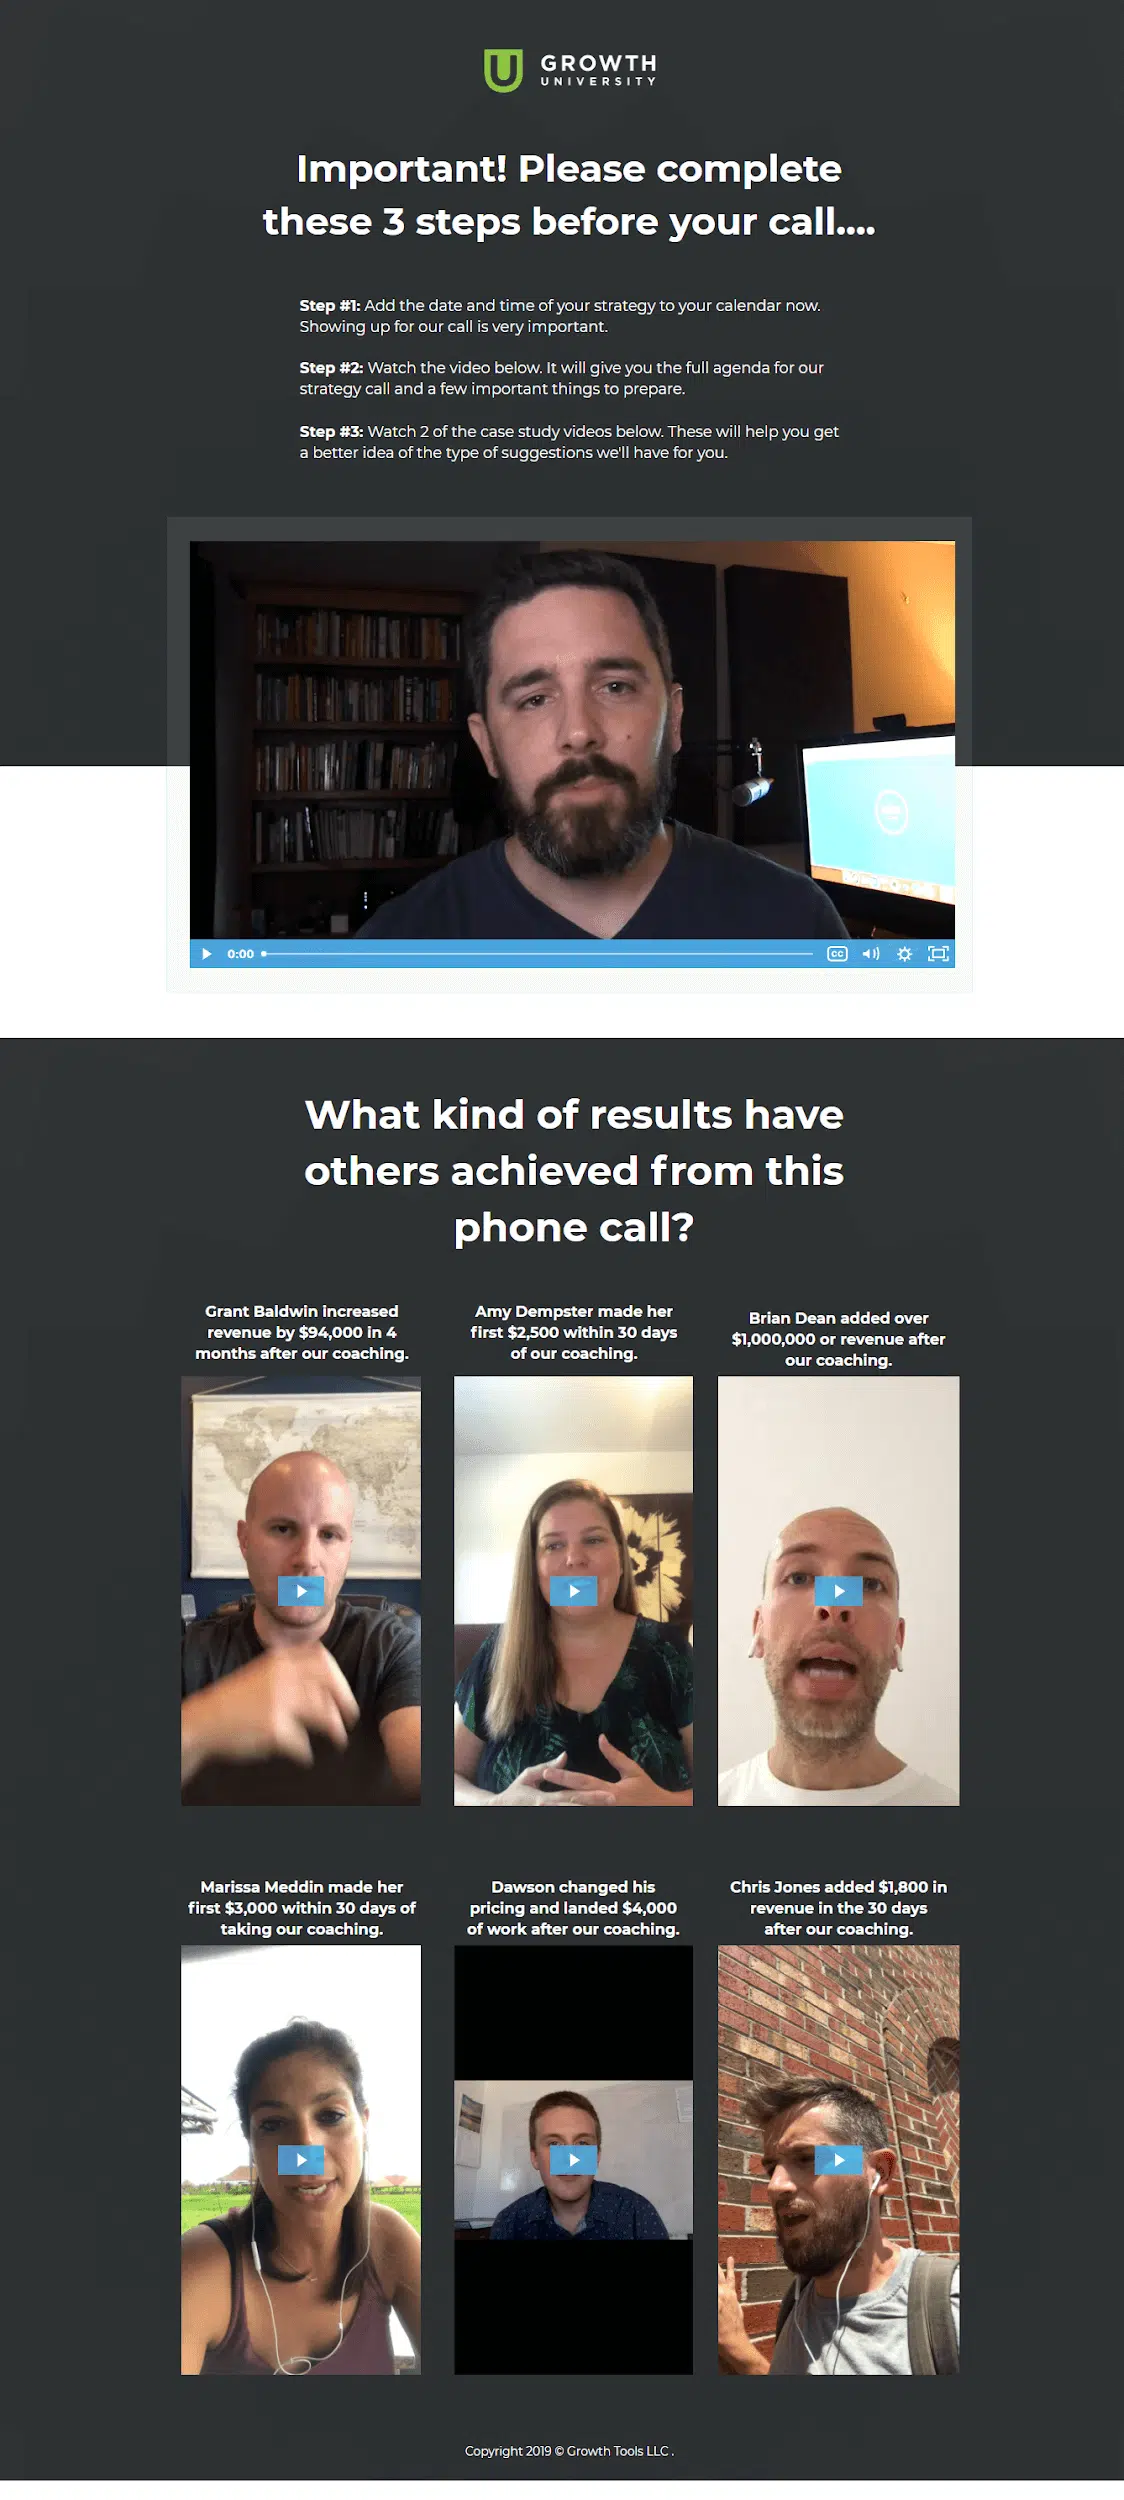 GROWTH
UNIVERSITY
Important! Please complete
these 3 steps before your call....
Step #1: Add the date and time of your strategy to your calendar now.
Showing up for our call is very important.
Step #2: Watch the video below. It will give you the full agenda for our
strategy call and a few important things to prepare.
Step #3: Watch 2 of the case study videos below. These will help you get
a better idea of the type of suggestions we'll have for you.
0:00
CC
What kind of results have
others achieved from this
phone call?
Grant Baldwin increased
revenue by $94,000 in 4
months after our coaching.
Amy Dempster made her
first $2,500 within 30 days
of our coaching.
Brian Dean added over
$1,000,000 or revenue after
our coaching.
Marissa Meddin made her
first $3,000 within 30 days of
taking our coaching.
Dawson changed his
pricing and landed $4,000
of work after our coaching.
Chris Jones added $1,800 in
revenue in the 30 days
after our coaching.
Copyright 2019 © Growth Tools LLC .